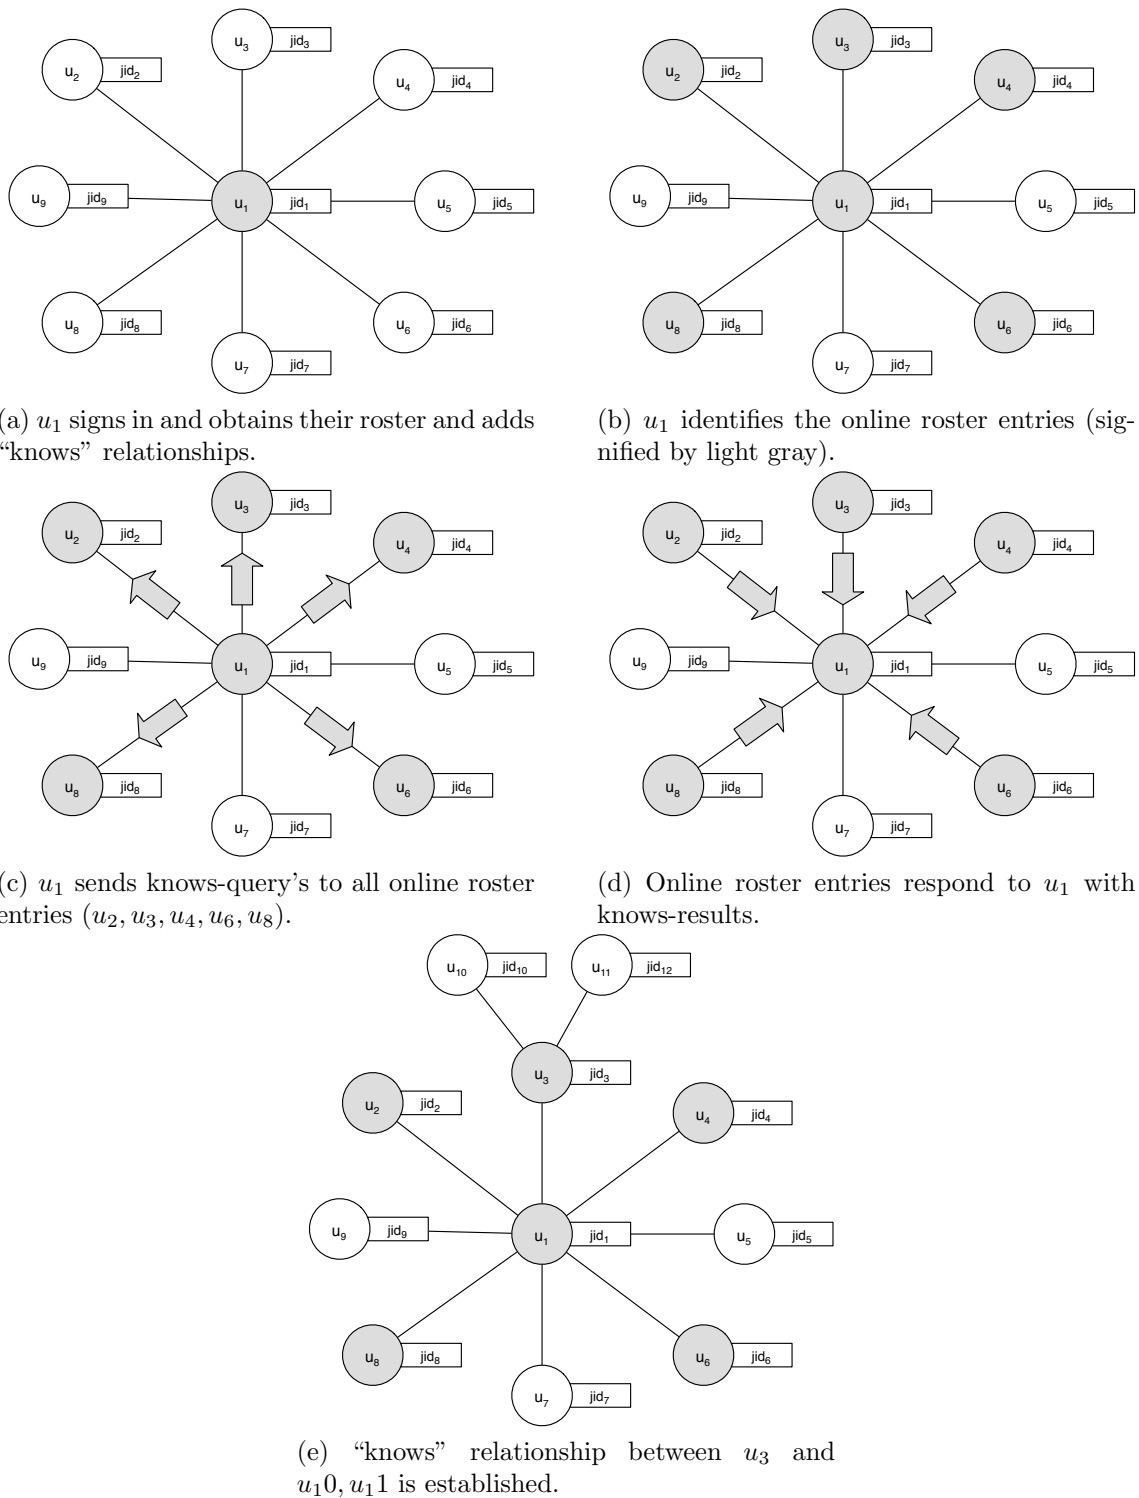 u3 jid3 u3 jid3
u2 jid2 u4 jid4 u2 jid2 u4 jid4
u9 jid9 u1 jid1 u5 jid5 u9 jid9 u1 jid1 u5 jid5
u8 jid8 u6 jid6 u8 jid8 u6 jid6
u7 jid7 u7 jid7
(a) u1 signs in and obtains their roster and adds
“knows” relationships.
(b) u1 identifies the online roster entries (sig-
nified by light gray).
u3 jid3 u3 jid3
u2 jid2 u4 jid4 u2 jid2 u4 jid4
u9 jid9 u1 jid1 u5 jid5 u9 jid9 u1 jid1 u5 jid5
u8 jid8 u6 jid6 u8 jid8 u6 jid6
u7 jid7 u7 jid7
(c) u1 sends knows-query's to all online roster
entries (u2, u3, u4, u6, u8).
(d) Online roster entries respond to u1 with
knows-results.
u10 jid10 u11 jid12
u3 jid3
u2 jid2 u4 jid4
u9 jid9 u1 jid1 u5 jid5
u8 jid8 u6 jid6
u7 jid7
(e) “knows” relationship between u3 and
u10, u11 is established.